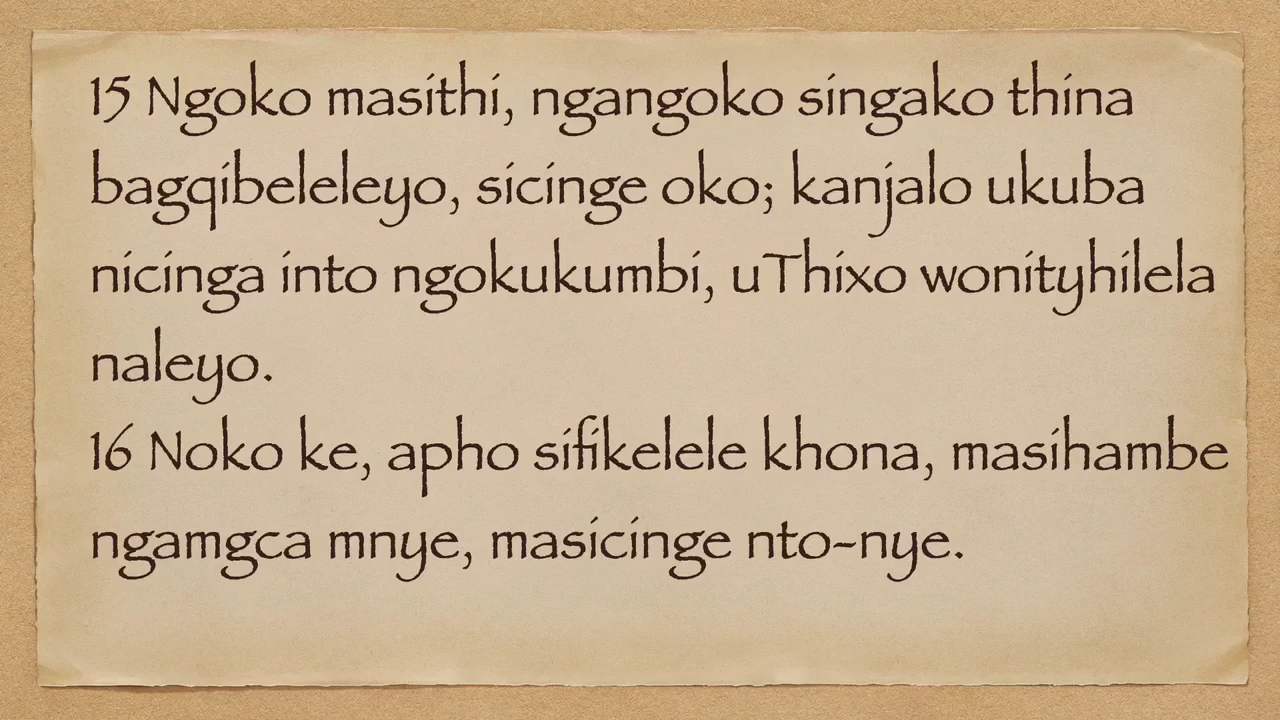 15 Ngoko masithi, ngangoko singako thina
bagqibeleleyo, sicinge oko; kanjalo ukuba
nicinga into ngokukumbi, uThixo wonityhilela
naleyo.
16 Noko ke, apho sifikelele khona, masihambe
ngamgca mnye, masicinge nto-nye.